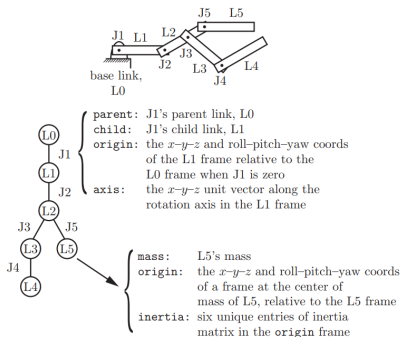 J5
L5
J1
L1
L2
J3
J2
L3
L4
J4
base link,
L0
parent: J1's parent link, L0
child: J1's child link, L1
origin: the x–y–z and roll–pitch–yaw coords
of the L1 frame relative to the
L0 frame when J1 is zero
axis: the x–y–z unit vector along the
rotation axis in the L1 frame
L0
J1
L1
J2
L2
J3
J5
L3
L5
J4
L4
mass: L5's mass
origin: the x–y–z and roll–pitch–yaw coords
of a frame at the center of
mass of L5, relative to the L5 frame
inertia: six unique entries of inertia
matrix in the origin frame